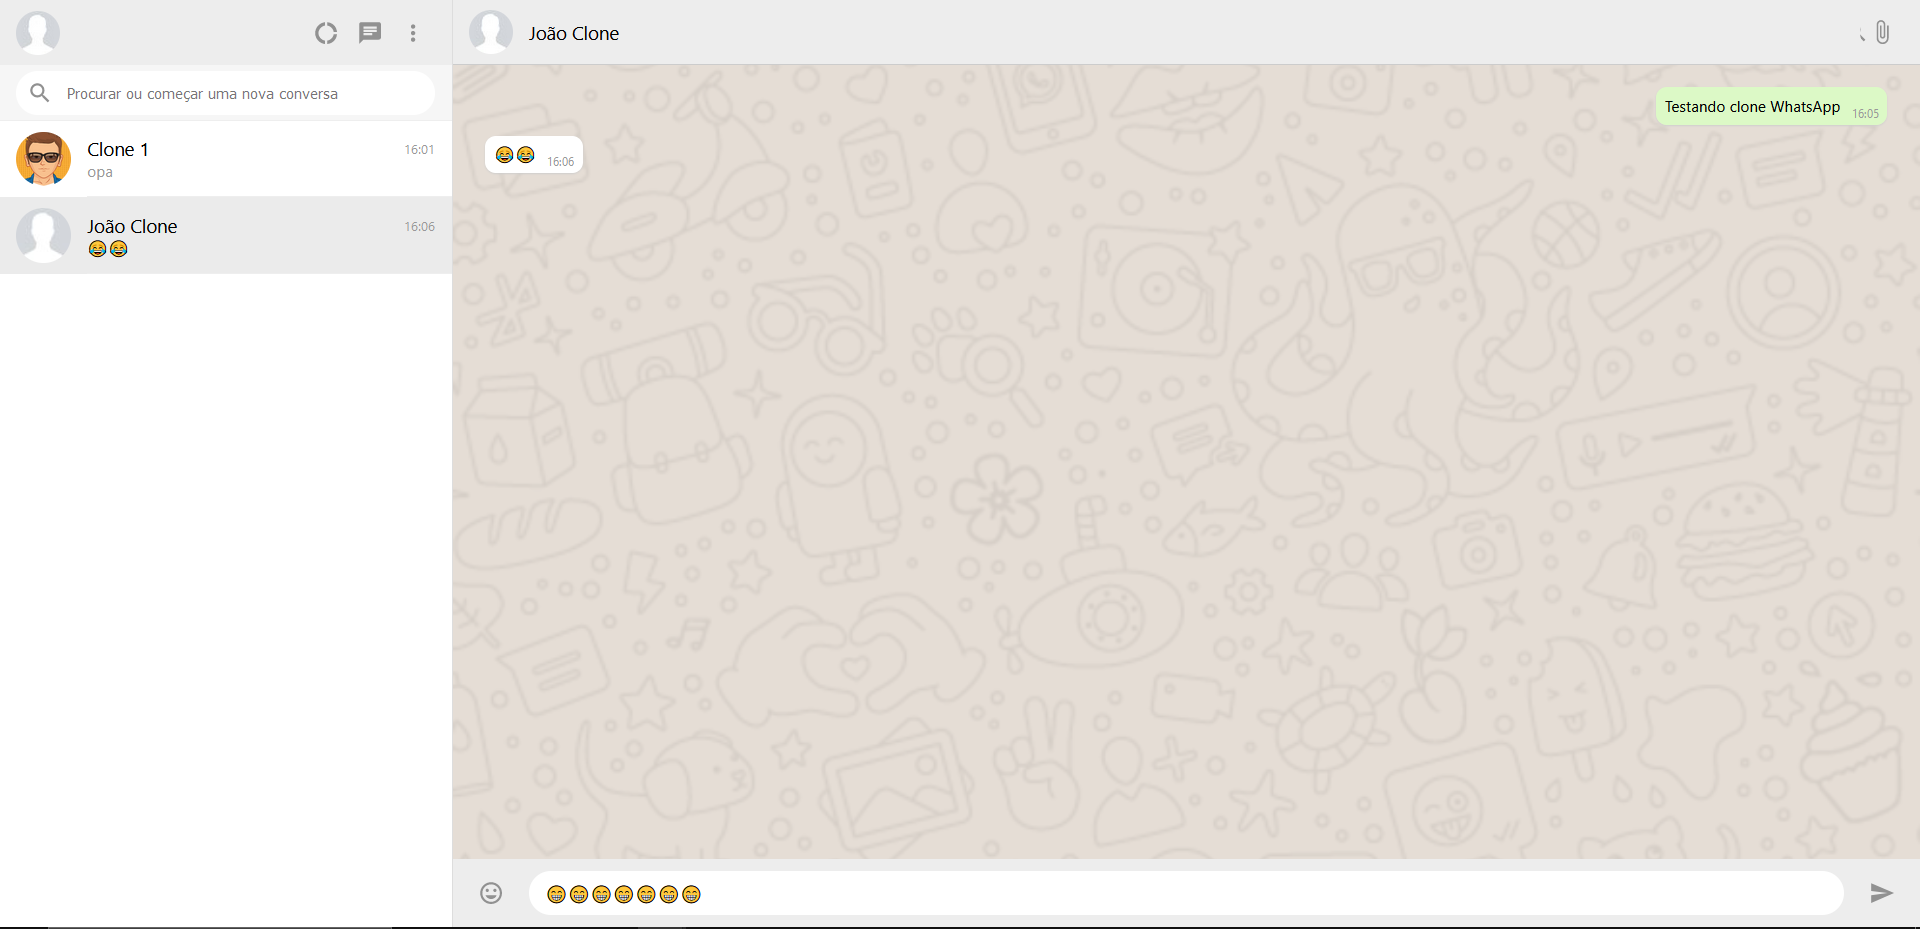 João Clone
Procurar ou começar uma nova conversa
Clone 1
16:01
opa
João Clone
16:06
😂😂
Testando clone WhatsApp 16:05
😂😂 16:06
😁😁😁😁😁😁😁